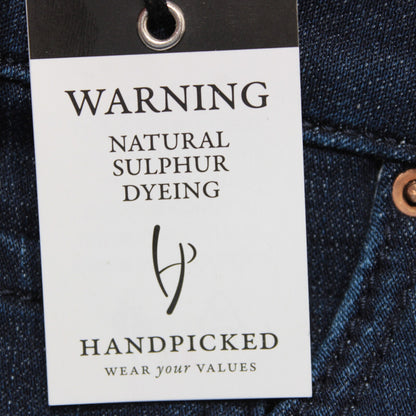 WARNING
NATURAL
SULPHUR
DYEING
HANDPICKED
WEAR your VALUES